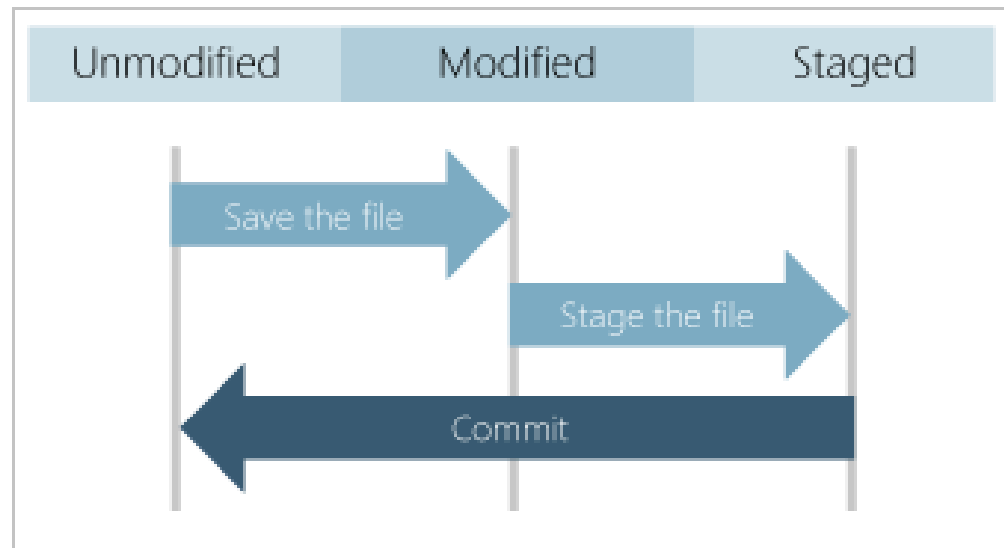 Unmodified Modified Staged
Save the file
Stage the file
Commit